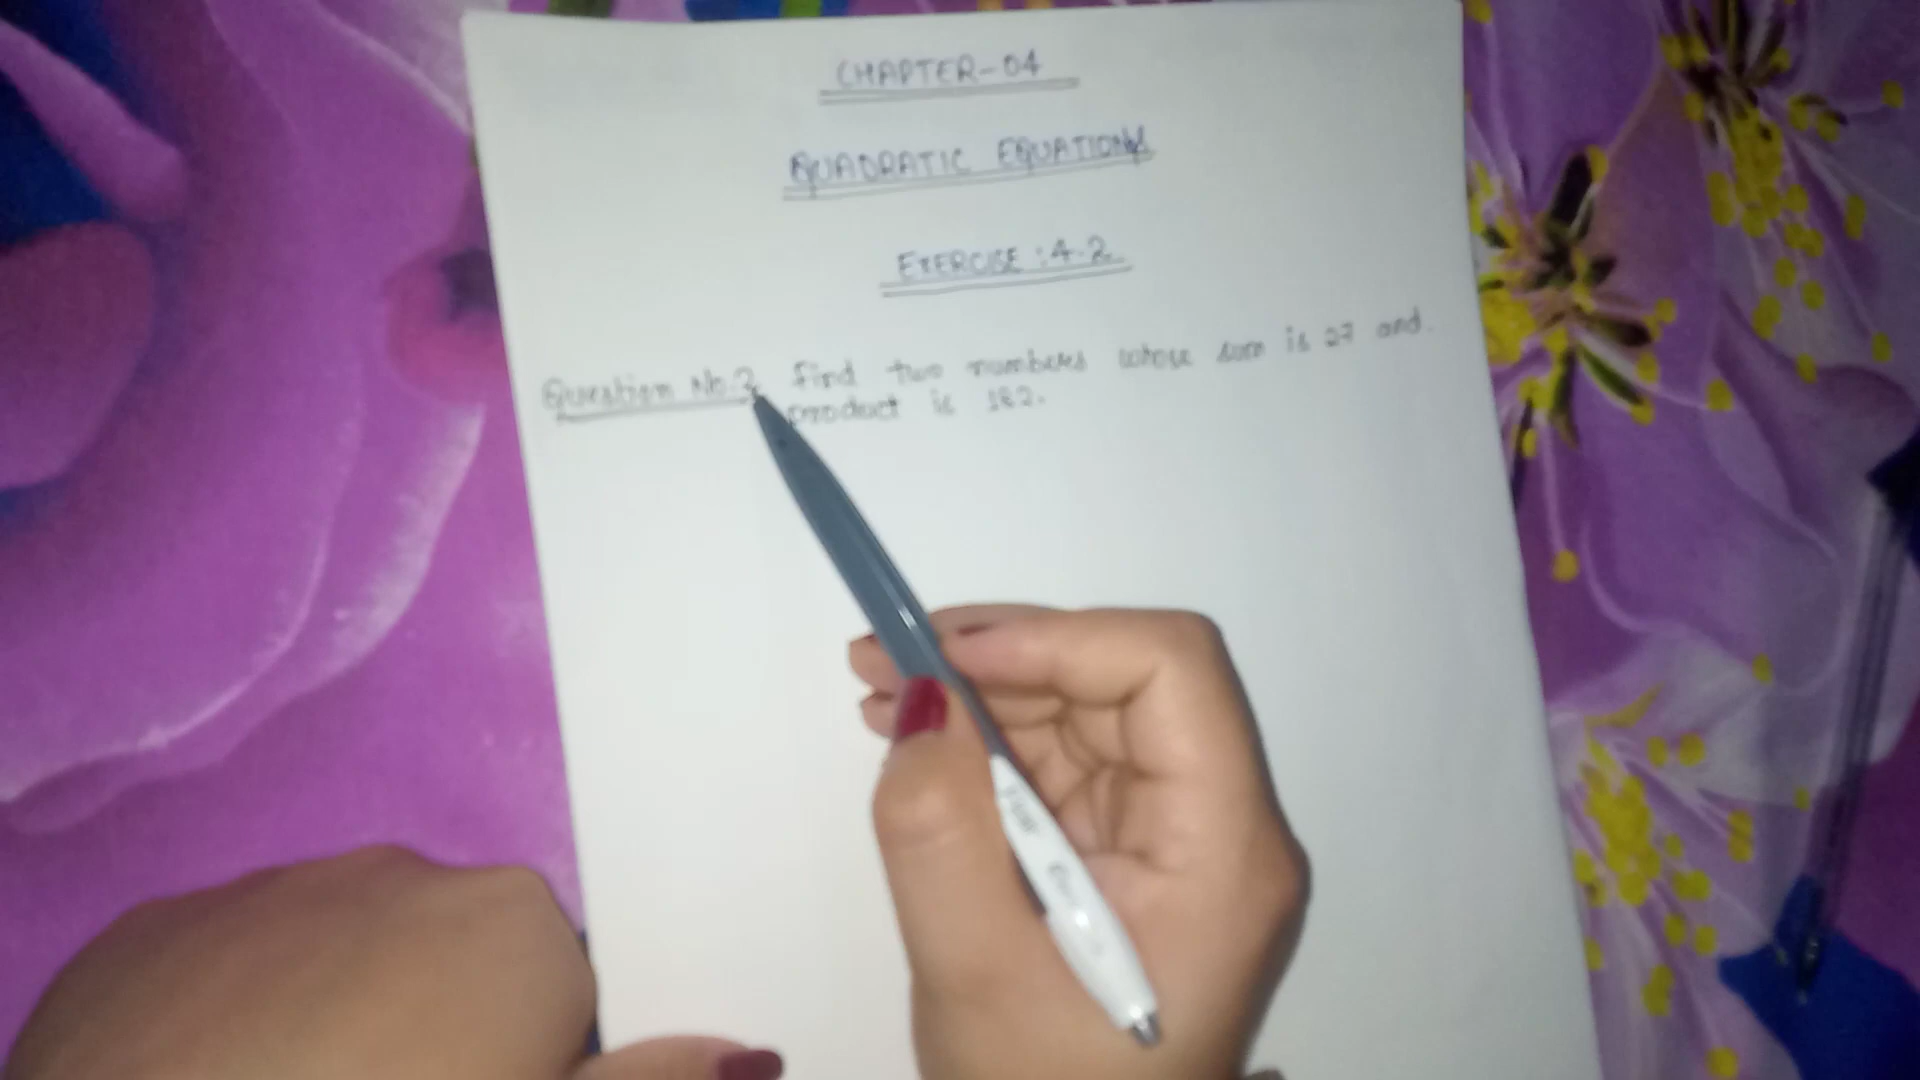 CHAPTER-04
QUADRATIC EQUATIONS
EXERCISE : 4.2
Question No.3 Find two numbers whose sum is 27 and
product is 182.